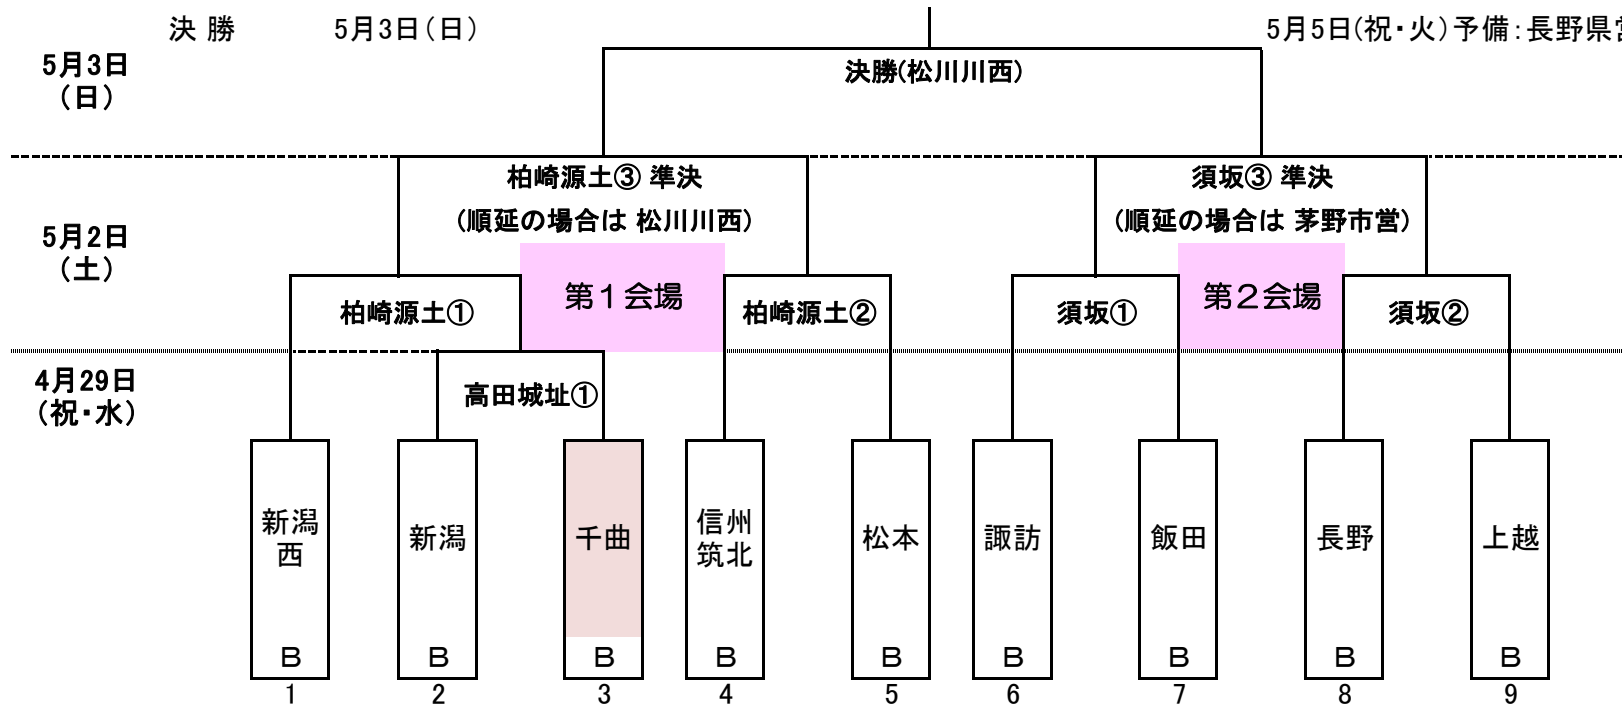 決 勝 5月3日(日) 5月5日(祝・火)予備:長野県営
5月3日
(日)
決勝(松川川西)
柏崎源土③ 準決
(順延の場合は 松川川西)
須坂③ 準決
(順延の場合は 茅野市営)
5月2日
(土)
第1会場
第2会場
柏崎源土①
柏崎源土②
須坂①
須坂②
4月29日
(祝・水)
高田城址①
新潟
西
新潟
千曲
信州
筑北
松本
諏訪
飯田
長野
上越
B B B B B B B B B
1 2 3 4 5 6 7 8 9